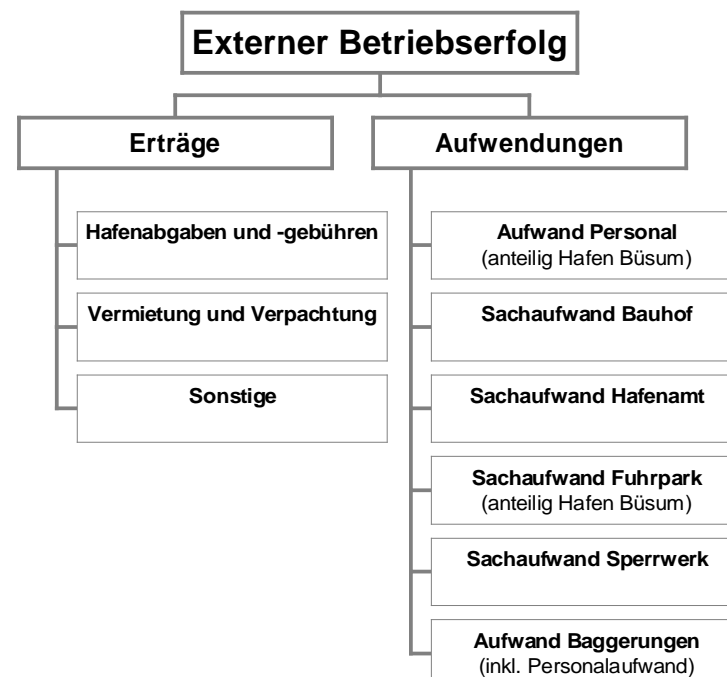 Externer Betriebserfolg
Erträge
Hafenabgaben und -gebühren
Vermietung und Verpachtung
Sonstige
Aufwendungen
Aufwand Personal
(anteilig Hafen Büsum)
Sachaufwand Bauhof
Sachaufwand Hafenamt
Sachaufwand Fuhrpark
(anteilig Hafen Büsum)
Sachaufwand Sperrwerk
Aufwand Baggerungen
(inkl. Personalaufwand)